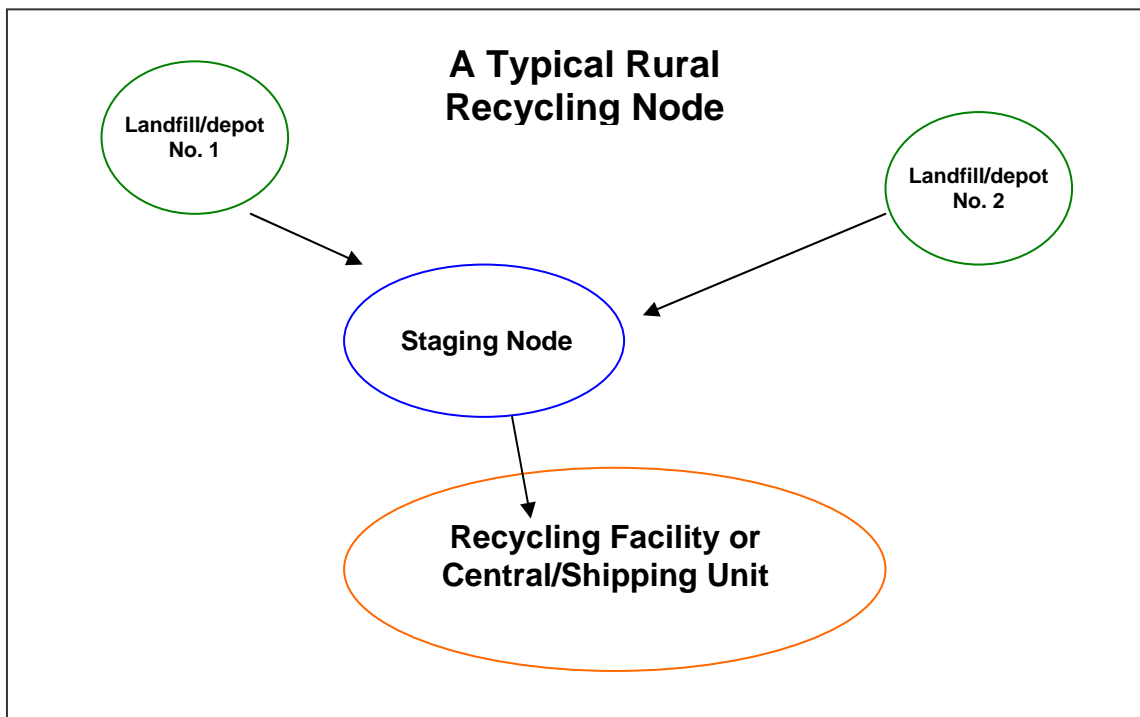 A Typical Rural
Recycling Node
Landfill/depot
No. 1
Landfill/depot
No. 2
Staging Node
Recycling Facility or
Central/Shipping Unit